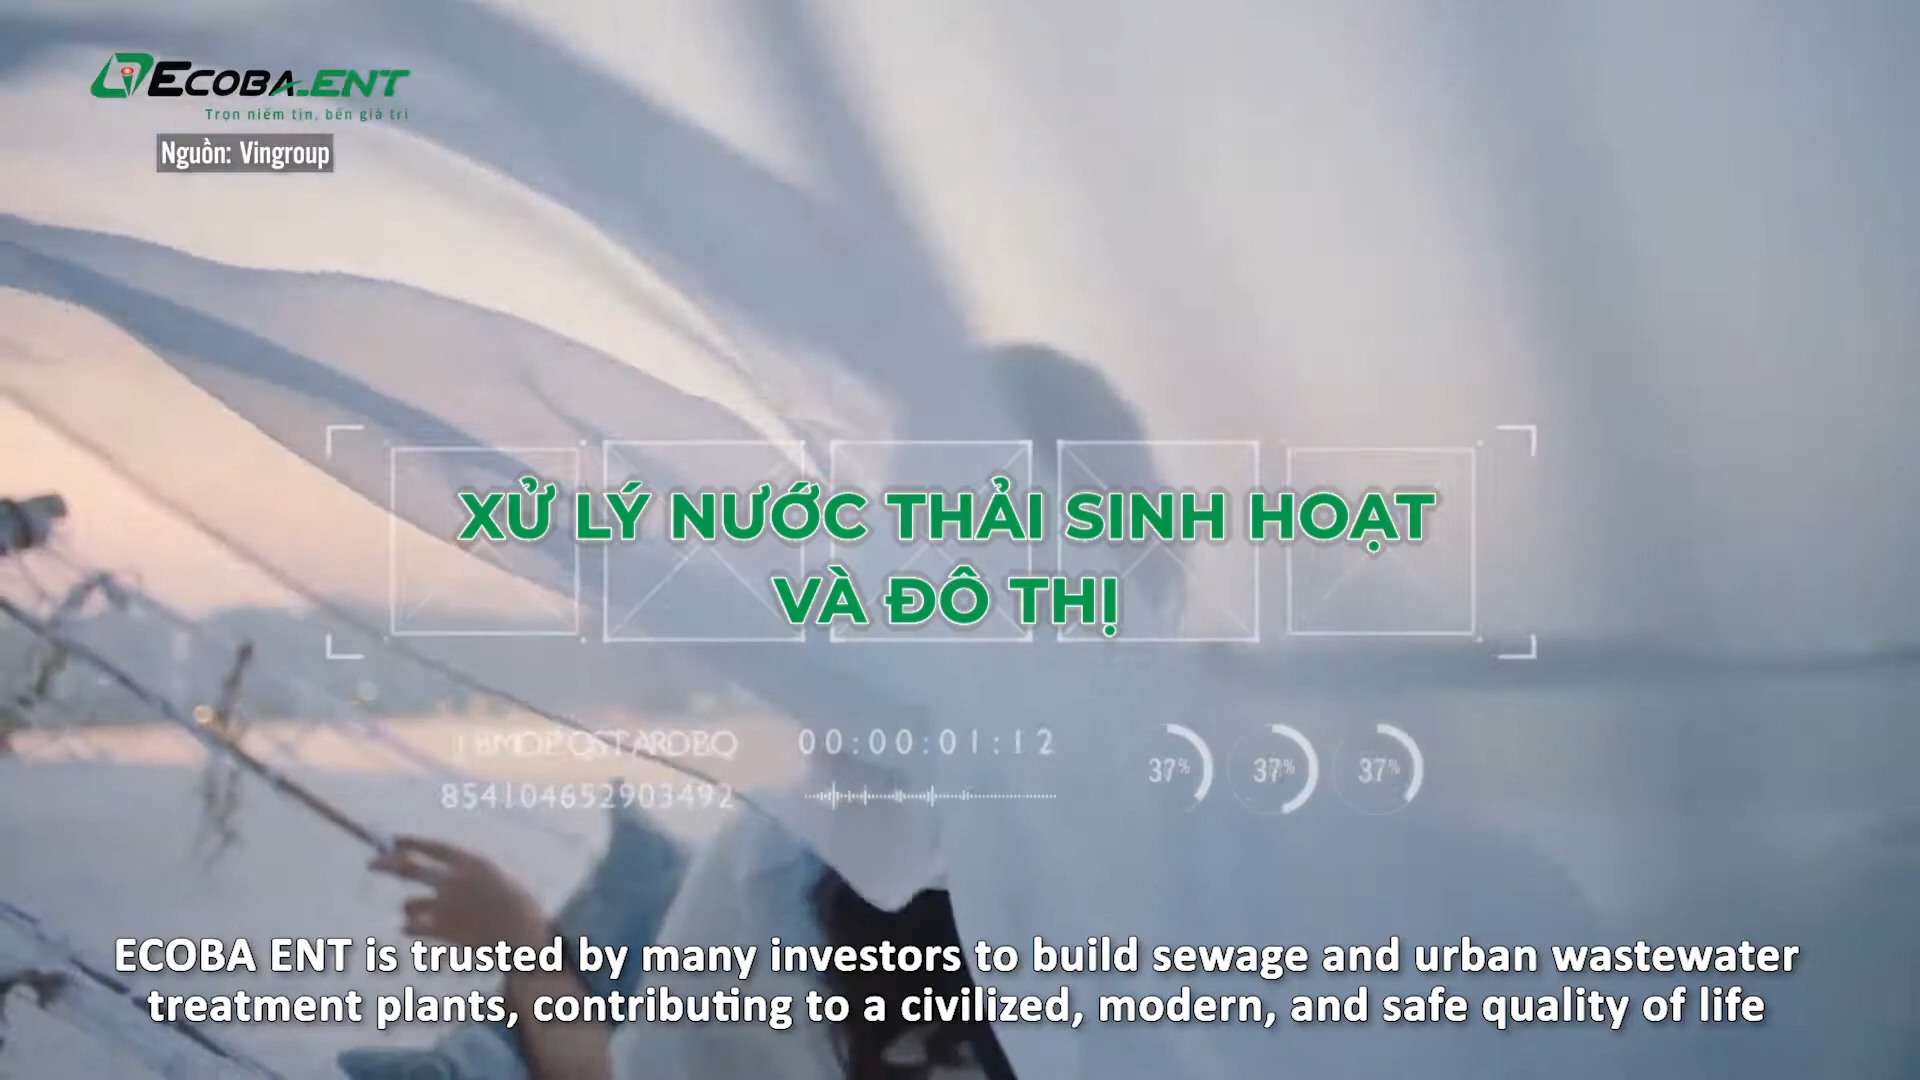 ECOBA ENT
Trọn niềm tin, bền giá trị
Nguồn: Vingroup
XỬ LÝ NƯỚC THẢI SINH HOẠT
VÀ ĐÔ THỊ
00:00:01:12
854104652903492
37% 37% 37%
ECOBA ENT is trusted by many investors to build sewage and urban wastewater
treatment plants, contributing to a civilized, modern, and safe quality of life